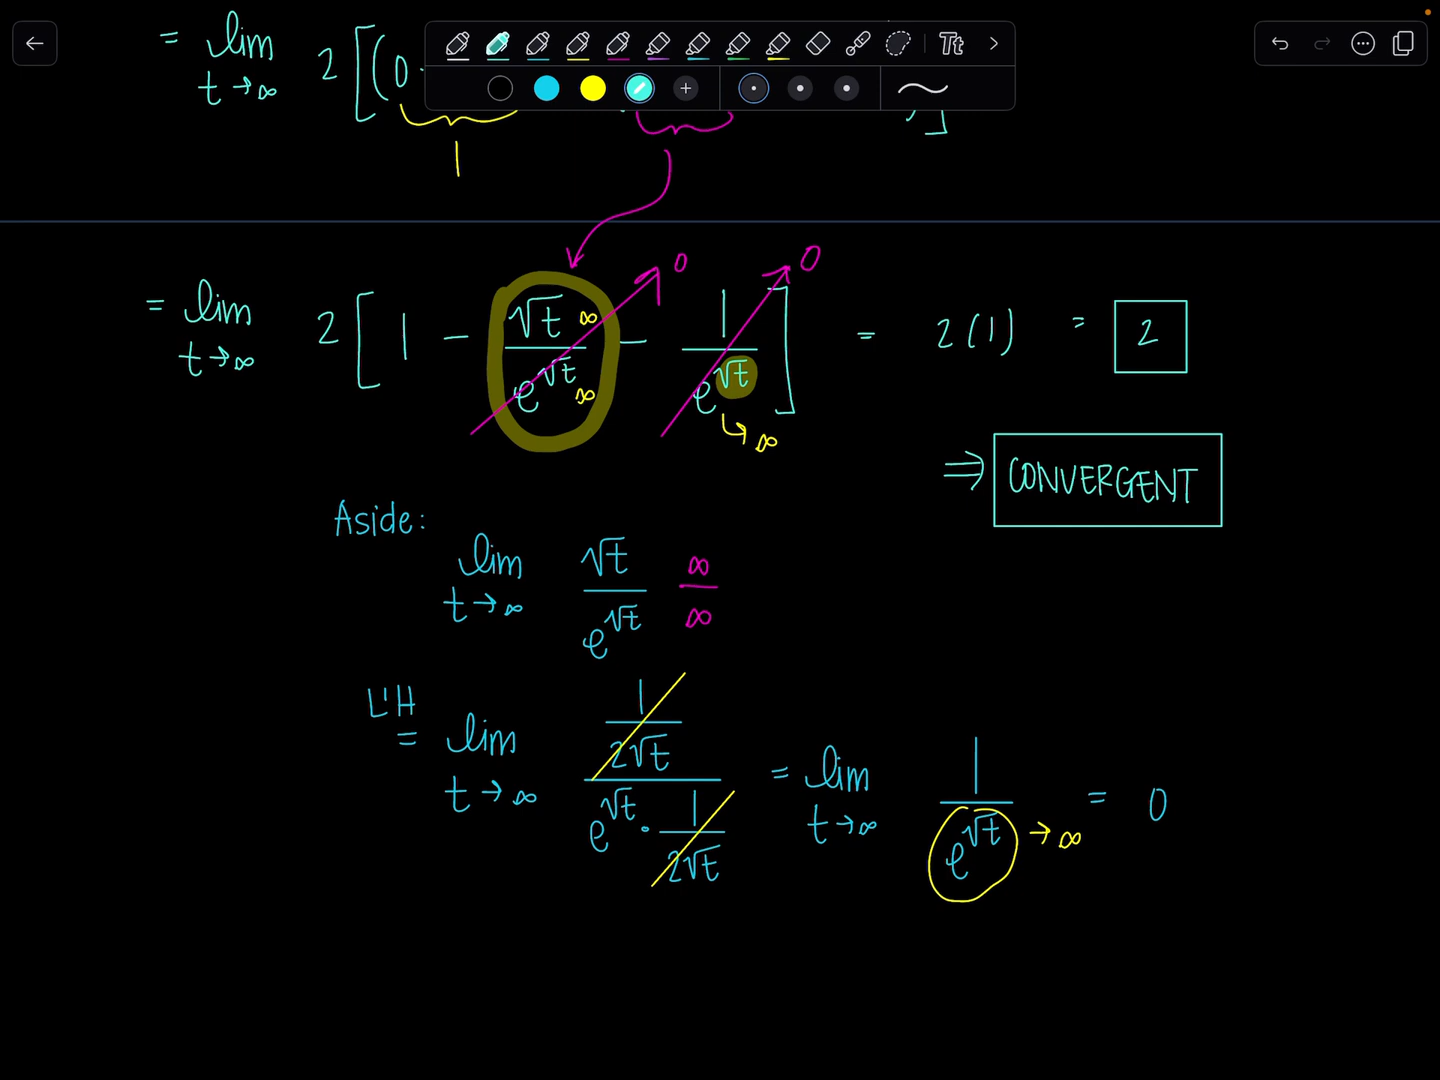 = lim t→∞ 2[(0·
Tt
1
0 0
= lim t→∞ 2[1 - √t ∞ / e^√t ∞ - 1 / e^√t] = 2(1) = 2
↳ ∞
⇒ CONVERGENT
Aside:
lim t→∞ √t / e^√t ∞/∞
L'H = lim t→∞ (1 / 2√t) / (e^√t · 1 / 2√t) = lim t→∞ 1 / e^√t → ∞ = 0